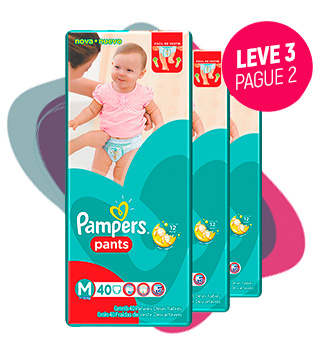 nova • nuevo
FÁCIL DE VESTIR
LEVE 3
PAGUE 2
Pampers
pants
12
M 40